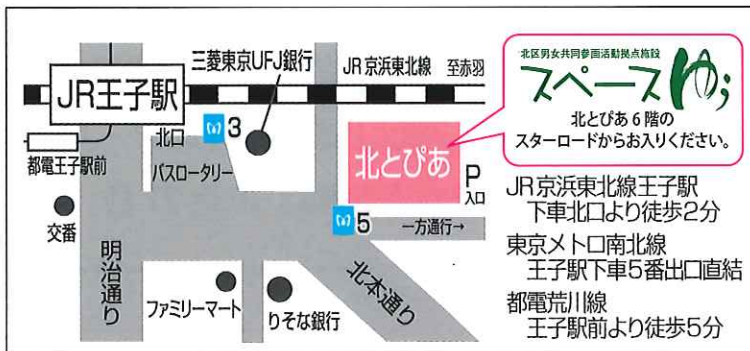 三菱東京UFJ銀行
JR京浜東北線
至赤羽
JR王子駅
北口
3
都電王子駅前
バスロータリー
北とぴあ
P
入口
交番
5
一方通行→
明治通り
北本通り
ファミリーマート
りそな銀行
北区男女共同参画活動拠点施設
スペースゆう
北とぴあ6階の
スターロードからお入りください。
JR京浜東北線王子駅
下車北口より徒歩2分
東京メトロ南北線
王子駅下車5番出口直結
都電荒川線
王子駅前より徒歩5分